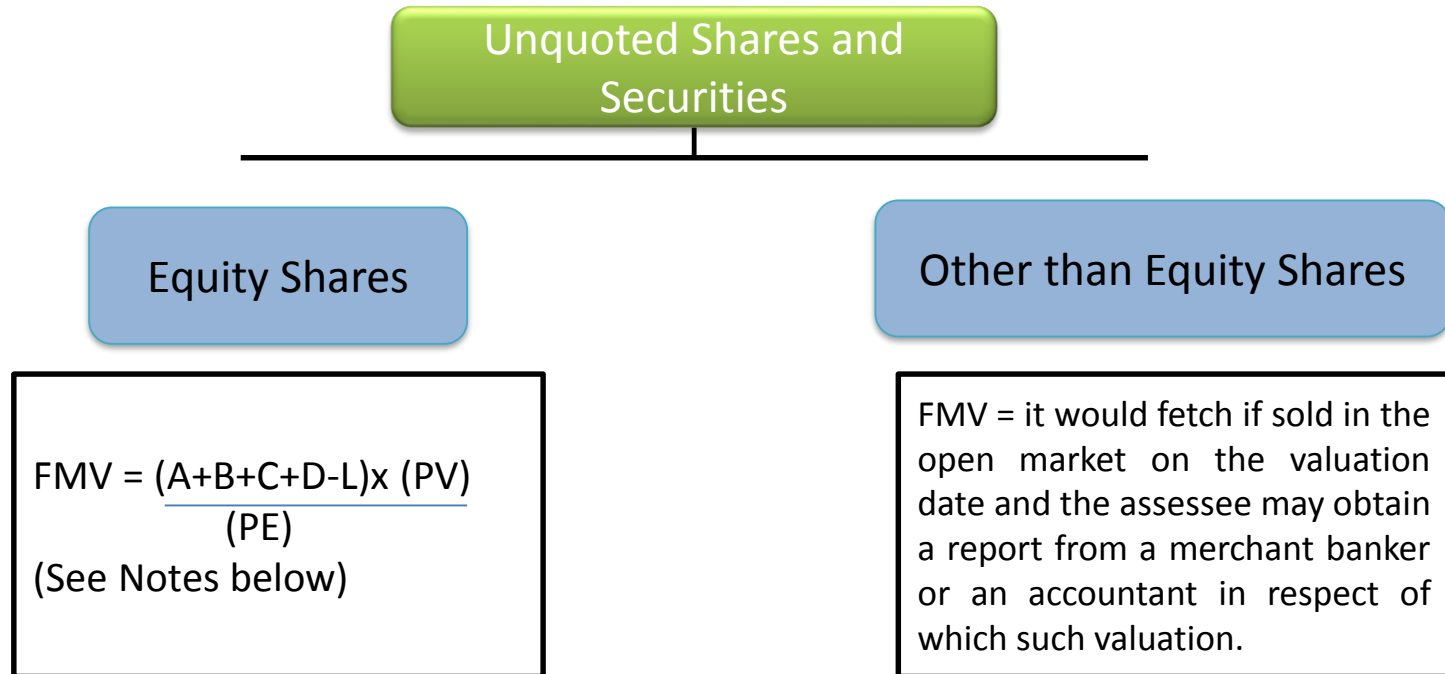 Unquoted Shares and
Securities
Equity Shares
Other than Equity Shares
FMV = (A+B+C+D-L)x (PV)
(PE)
(See Notes below)
FMV = it would fetch if sold in the
open market on the valuation
date and the assessee may obtain
a report from a merchant banker
or an accountant in respect of
which such valuation.